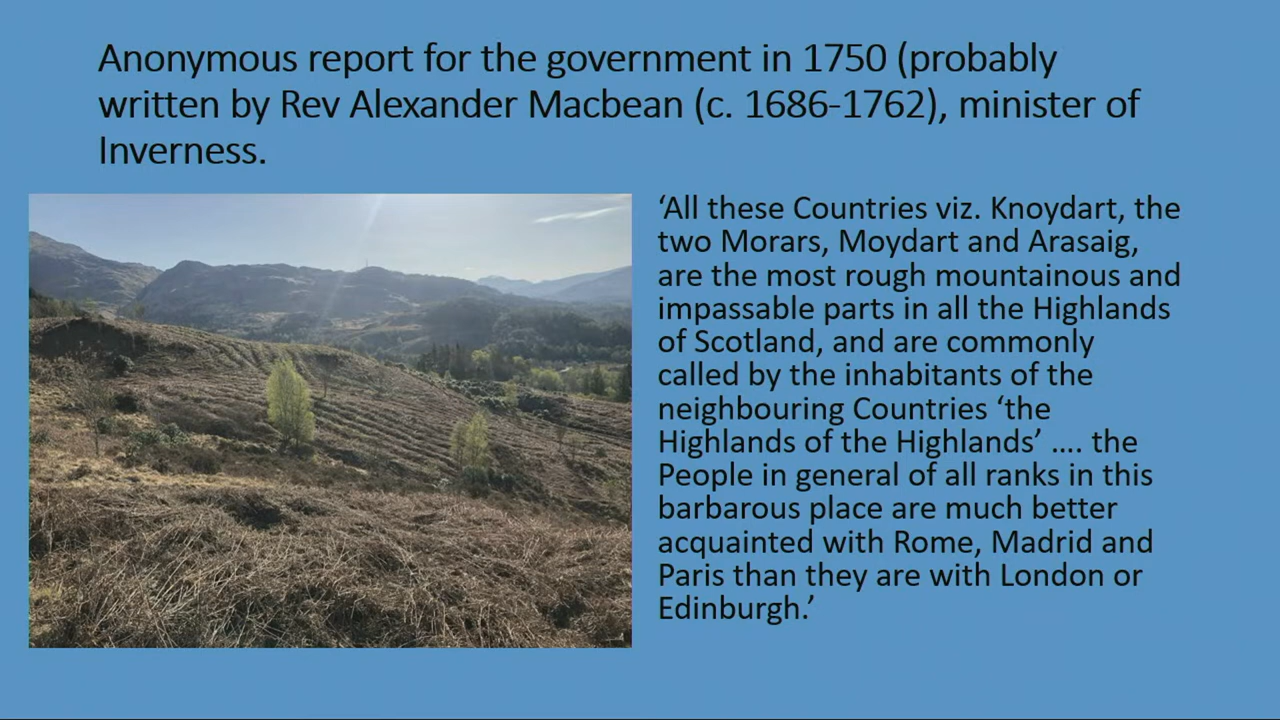 Anonymous report for the government in 1750 (probably
written by Rev Alexander Macbean (c. 1686-1762), minister of
Inverness.
‘All these Countries viz. Knoydart, the
two Morars, Moydart and Arasaig,
are the most rough mountainous and
impassable parts in all the Highlands
of Scotland, and are commonly
called by the inhabitants of the
neighbouring Countries ‘the
Highlands of the Highlands’ .... the
People in general of all ranks in this
barbarous place are much better
acquainted with Rome, Madrid and
Paris than they are with London or
Edinburgh.’